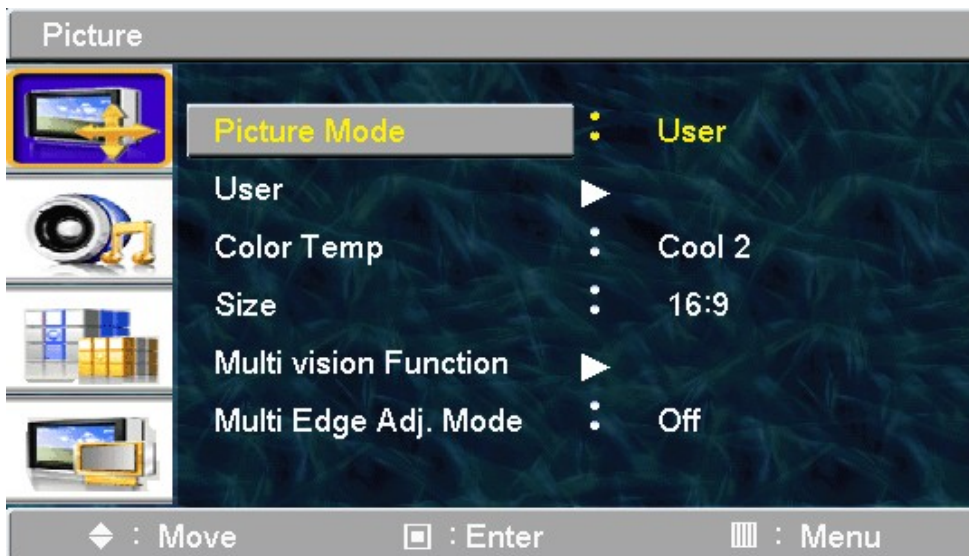 Picture
Picture Mode : User
User
Color Temp : Cool 2
Size : 16:9
Multi vision Function
Multi Edge Adj. Mode : Off
: Move : Enter : Menu